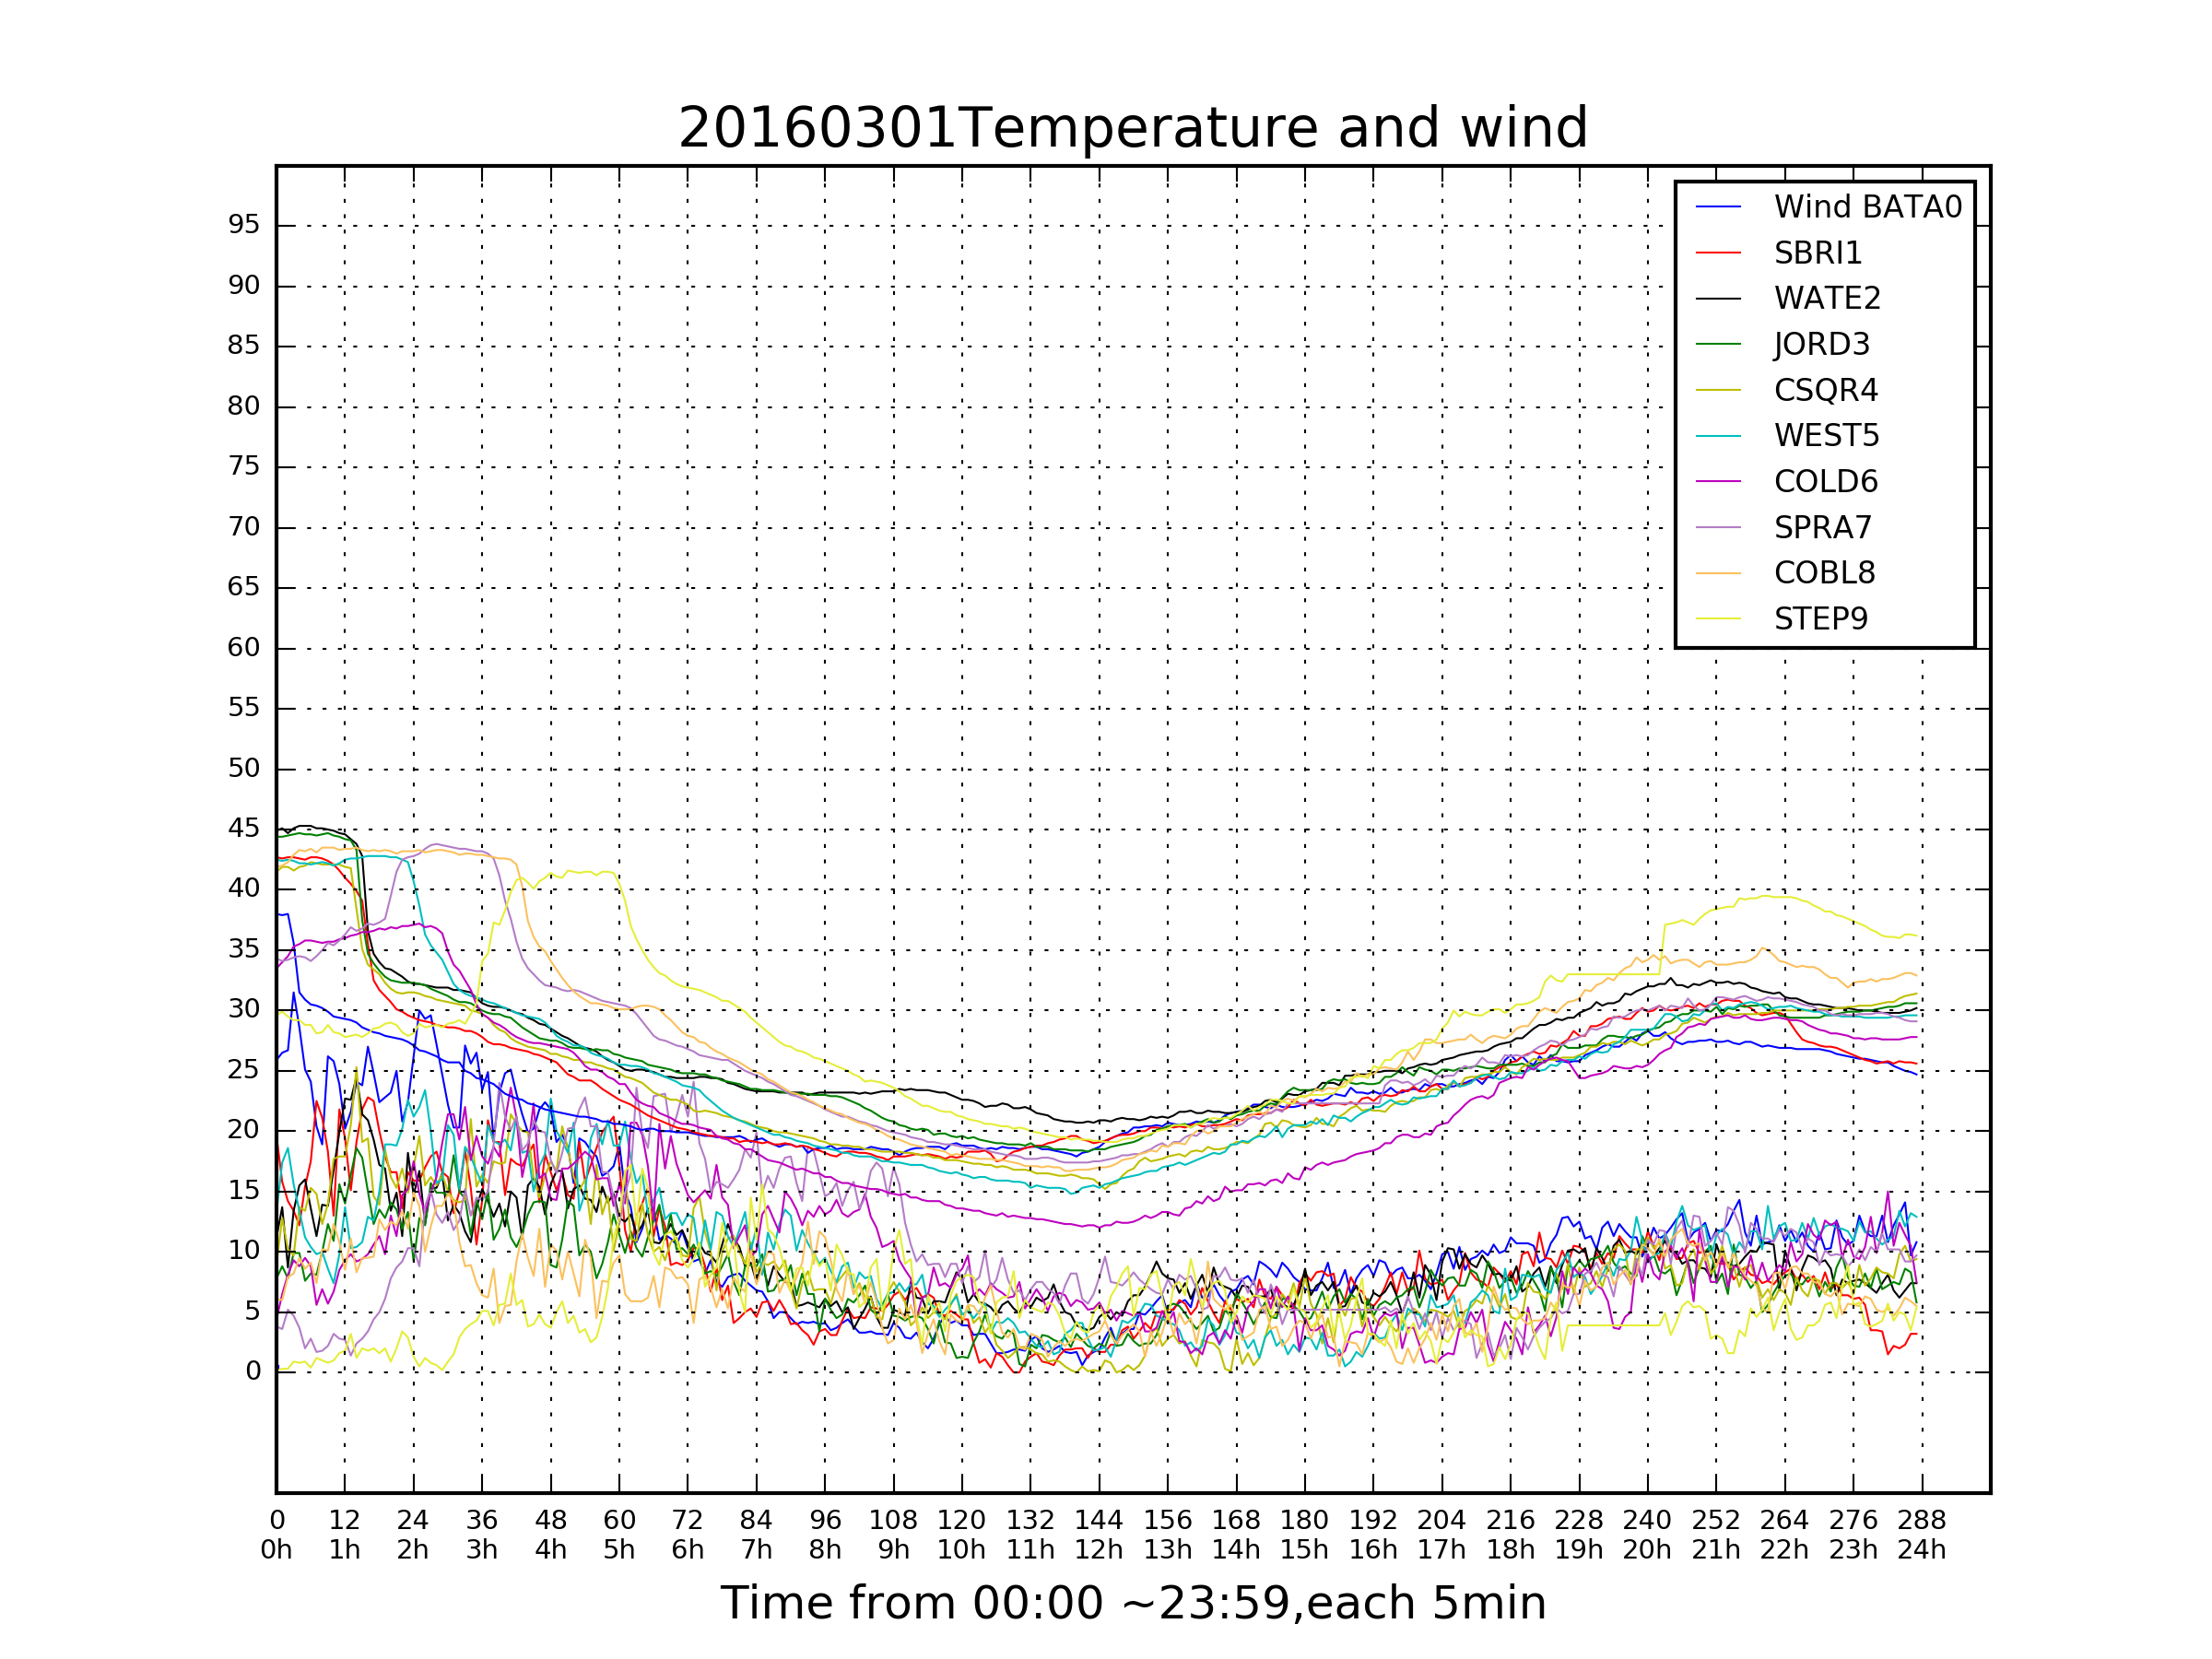 20160301Temperature and wind
Wind BATA0
SBRI1
WATE2
JORD3
CSQR4
WEST5
COLD6
SPRA7
COBL8
STEP9
95
90
85
80
75
70
65
60
55
50
45
40
35
30
25
20
15
10
5
0
0 12 24 36 48 60 72 84 96 108 120 132 144 156 168 180 192 204 216 228 240 252 264 276 288
0h 1h 2h 3h 4h 5h 6h 7h 8h 9h 10h 11h 12h 13h 14h 15h 16h 17h 18h 19h 20h 21h 22h 23h 24h
Time from 00:00 ~23:59,each 5min